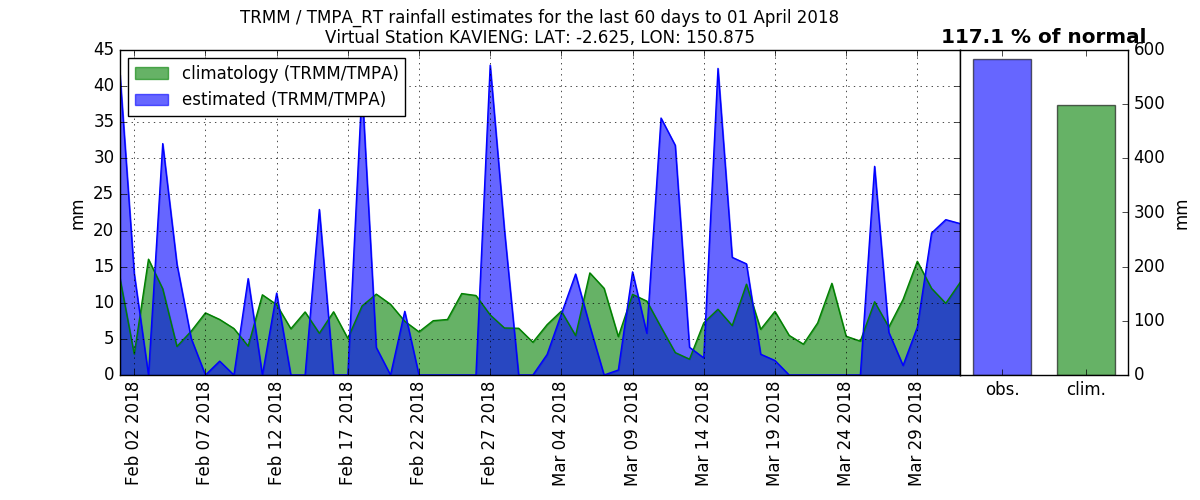 TRMM / TMPA_RT rainfall estimates for the last 60 days to 01 April 2018
Virtual Station KAVIENG: LAT: -2.625, LON: 150.875
117.1 % of normal
climatology (TRMM/TMPA)
estimated (TRMM/TMPA)
45
40
35
30
25
20
15
10
5
0
mm
Feb 02 2018
Feb 07 2018
Feb 12 2018
Feb 17 2018
Feb 22 2018
Feb 27 2018
Mar 04 2018
Mar 09 2018
Mar 14 2018
Mar 19 2018
Mar 24 2018
Mar 29 2018
600
500
400
300
200
100
0
mm
obs.
clim.